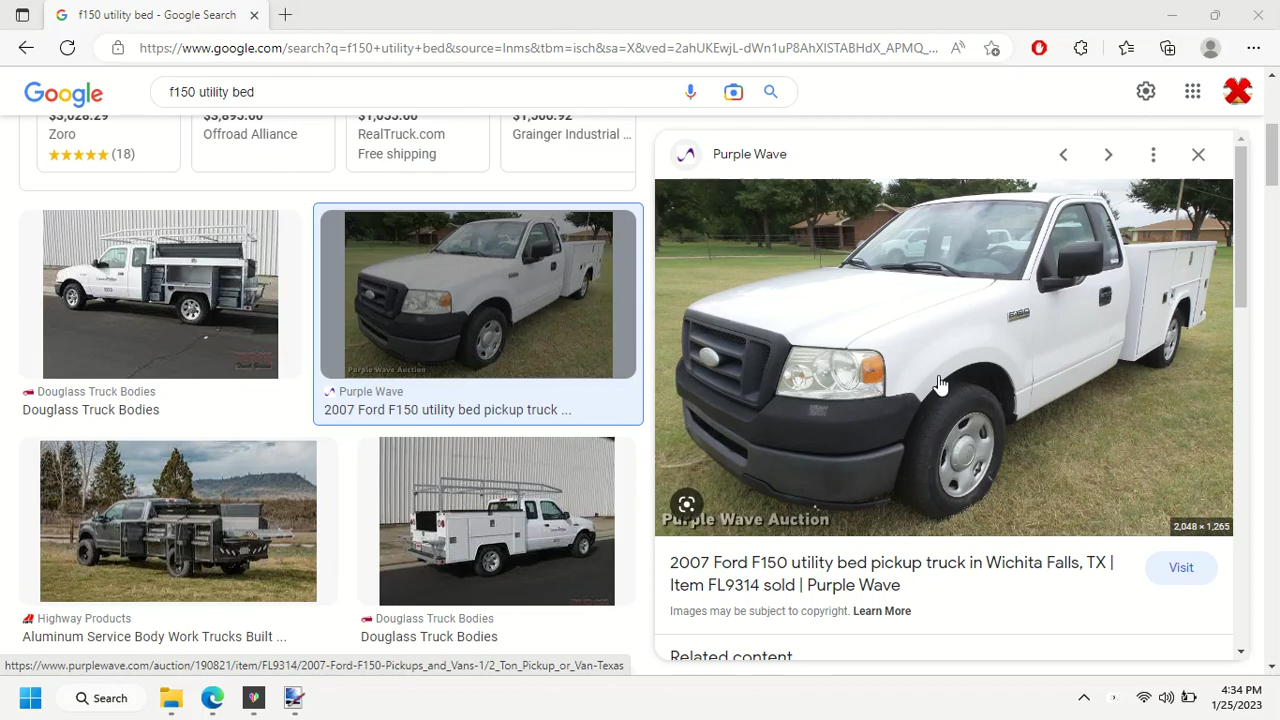 f150 utility bed - Google Search
https://www.google.com/search?q=f150+utility+bed&source=lnms&tbm=isch&sa=X&ved=2ahUKEwjL-dWn1uP8AhXISTABHdX_APMQ_...
Google
f150 utility bed
Zoro
(18)
Offroad Alliance
RealTruck.com
Free shipping
Grainger Industrial ...
Douglass Truck Bodies
Douglass Truck Bodies
Purple Wave Auction
Purple Wave
2007 Ford F150 utility bed pickup truck ...
Highway Products
Aluminum Service Body Work Trucks Built ...
Douglass Truck Bodies
Douglass Truck Bodies
Purple Wave
F150
Purple Wave Auction
2,048 × 1,265
2007 Ford F150 utility bed pickup truck in Wichita Falls, TX |
Item FL9314 sold | Purple Wave
Visit
Images may be subject to copyright. Learn More
Related content
https://www.purplewave.com/auction/190821/item/FL9314/2007-Ford-F150-Pickups_and_Vans-1/2_Ton_Pickup_or_Van-Texas
Search
4:34 PM
1/25/2023